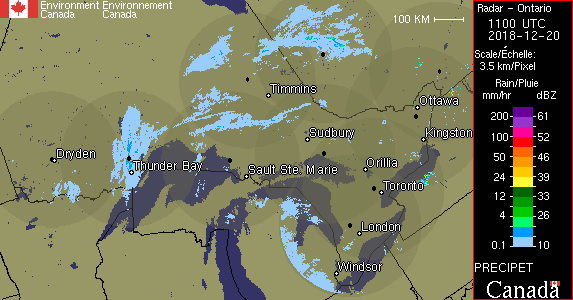 Environment Environnement
Canada Canada
100 KM
Timmins
Ottawa
Sudbury
Kingston
Dryden
Thunder Bay
Sault Ste. Marie
Orillia
Toronto
London
Windsor
Radar - Ontario
1100 UTC
2018-12-20
Scale/Échelle:
3.5 km/Pixel
Rain/Pluie
mm/hr dBZ
200 61
100 52
50 46
24 39
12 33
4 26
0.1 10
PRECIPET
Canada